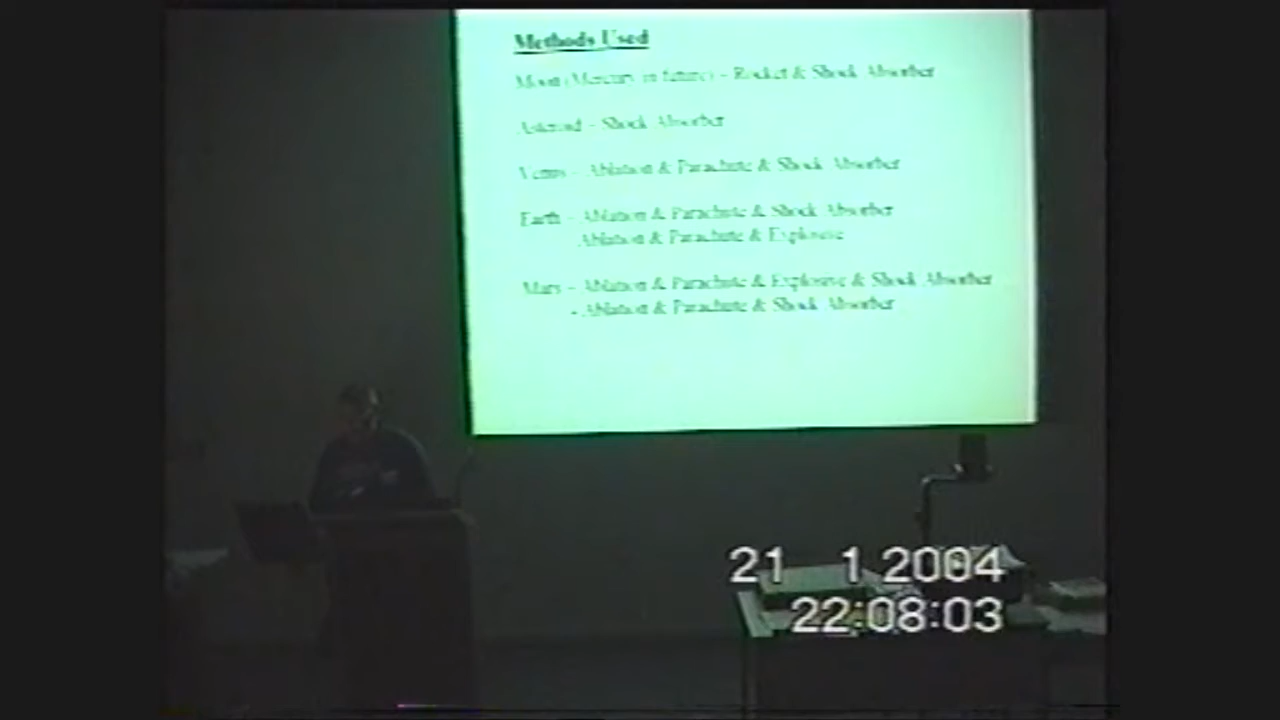 Methods Used
Moon (Mercury in future) - Rocket & Shock Absorber
Asteroid - Shock Absorber
Venus - Ablation & Parachute & Shock Absorber
Earth - Ablation & Parachute & Shock Absorber
Ablation & Parachute & Explosive
Mars - Ablation & Parachute & Explosive & Shock Absorber
- Ablation & Parachute & Shock Absorber
21 1 2004
22:08:03